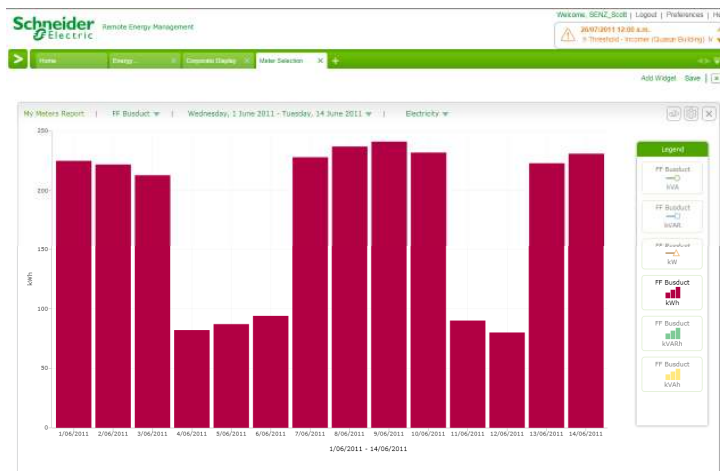 Schneider Electric
Remote Energy Management
Welcome, SENZ_Scott | Logout | Preferences | He
20/07/2011 12:00 a.m.
Threshold - Incomer (Queue Building)
Home
Energy...
Corporate Display
Meter Selection
Add Widget Save
My Meters Report | FF Busduct | Wednesday, 1 June 2011 - Tuesday, 14 June 2011 | Electricity
250
200
150
100
50
0
kWh
1/06/2011 2/06/2011 3/06/2011 4/06/2011 5/06/2011 6/06/2011 7/06/2011 8/06/2011 9/06/2011 10/06/2011 11/06/2011 12/06/2011 13/06/2011 14/06/2011
1/06/2011 - 14/06/2011
Legend
FF Busduct
kVA
FF Busduct
kVAR
FF Busduct
kW
FF Busduct
kWh
FF Busduct
kVARh
FF Busduct
kVAh